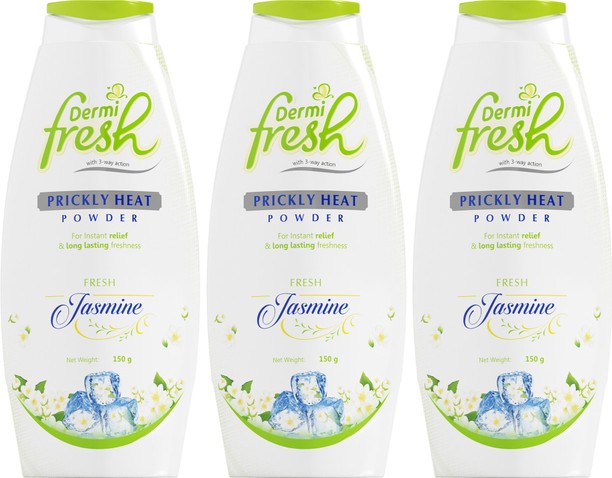 Dermi
fresh
with 3-way action
PRICKLY HEAT
POWDER
For Instant relief
& long lasting freshness
FRESH
Jasmine
Net Weight: 150 g
Dermi
fresh
with 3-way action
PRICKLY HEAT
POWDER
For Instant relief
& long lasting freshness
FRESH
Jasmine
Net Weight: 150 g
Dermi
fresh
with 3-way action
PRICKLY HEAT
POWDER
For Instant relief
& long lasting freshness
FRESH
Jasmine
Net Weight: 150 g